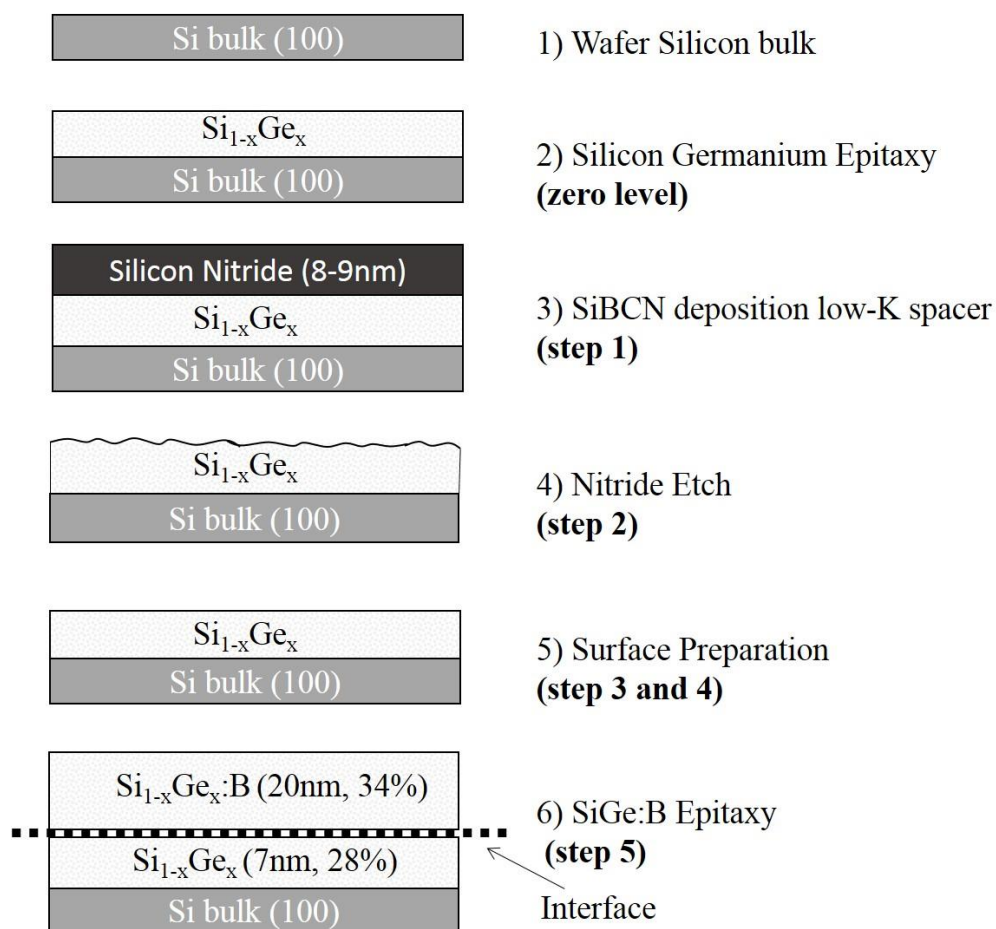 Si bulk (100)
1) Wafer Silicon bulk
Si₁₋ₓGeₓ
Si bulk (100)
2) Silicon Germanium Epitaxy
(zero level)
Silicon Nitride (8-9nm)
Si₁₋ₓGeₓ
Si bulk (100)
3) SiBCN deposition low-K spacer
(step 1)
Si₁₋ₓGeₓ
Si bulk (100)
4) Nitride Etch
(step 2)
Si₁₋ₓGeₓ
Si bulk (100)
5) Surface Preparation
(step 3 and 4)
Si₁₋ₓGeₓ:B (20nm, 34%)
Si₁₋ₓGeₓ (7nm, 28%)
Si bulk (100)
6) SiGe:B Epitaxy
(step 5)
Interface